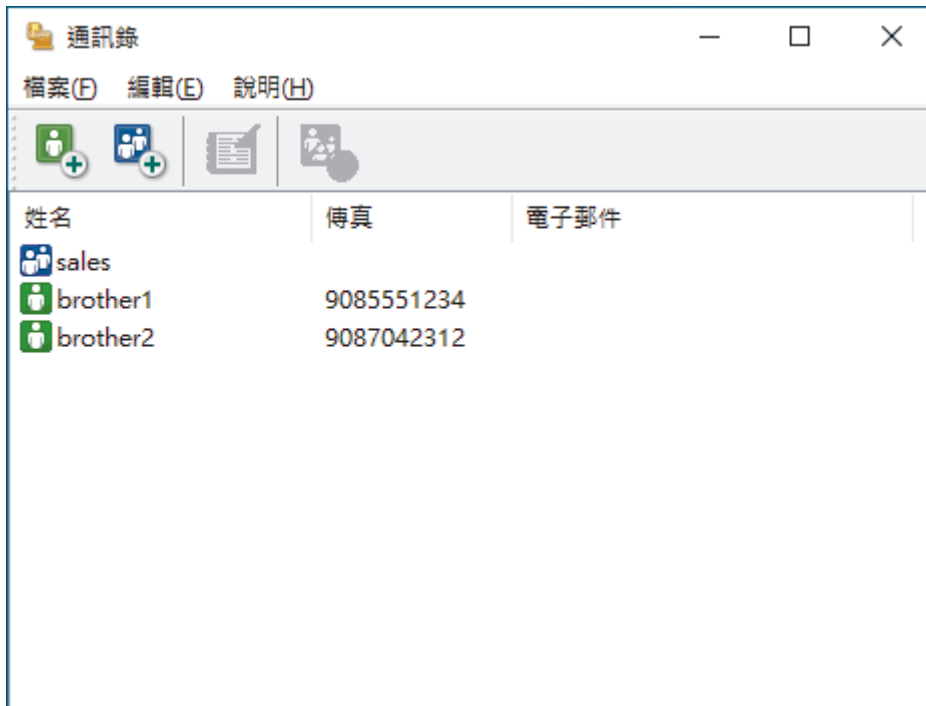 通訊錄
檔案(F) 編輯(E) 說明(H)
姓名 傳真 電子郵件
sales
brother1 9085551234
brother2 9087042312